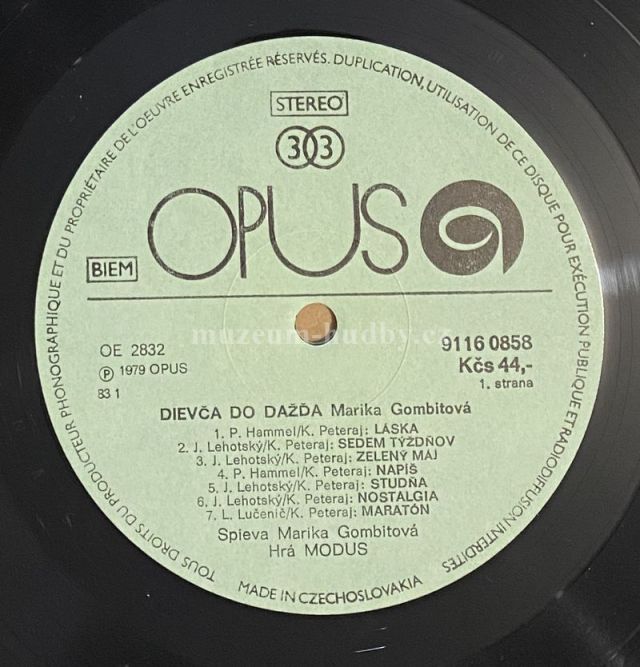 TOUS DROITS DU PRODUCTEUR PHONOGRAPHIQUE ET DU PROPRIÉTAIRE DE L'OEUVRE ENREGISTRÉE RÉSERVÉS. DUPLICATION, UTILISATION DE CE DISQUE POUR EXÉCUTION PUBLIQUE ET RADIODIFFUSION INTERDITES
STEREO
33
OPUS
BIEM
muzeum-hudby.cz
OE 2832
9116 0858
Ⓟ 1979 OPUS
Kčs 44,-
83 1
1. strana
DIEVČA DO DAŽĎA Marika Gombitová
1. P. Hammel/K. Peteraj: LÁSKA
2. J. Lehotský/K. Peteraj: SEDEM TÝŽDŇOV
3. J. Lehotský/K. Peteraj: ZELENÝ MÁJ
4. P. Hammel/K. Peteraj: NAPÍŠ
5. J. Lehotský/K. Peteraj: STUDŇA
6. J. Lehotský/K. Peteraj: NOSTALGIA
7. L. Lučenič/K. Peteraj: MARATÓN
Spieva Marika Gombitová
Hrá MODUS
MADE IN CZECHOSLOVAKIA